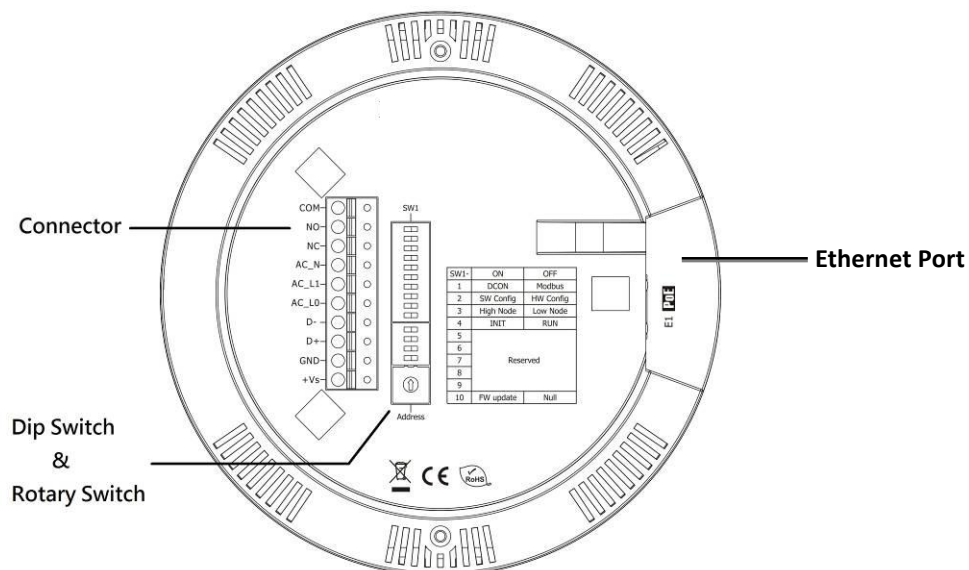 Connector
Dip Switch
&
Rotary Switch
COM
NO
NC
AC_N
AC_L1
AC_L0
D-
D+
GND
+Vs
SW1
Address
SW1- ON OFF
1 DCON Modbus
2 SW Config HW Config
3 High Node Low Node
4 INIT RUN
5
6
7 Reserved
8
9
10 FW update Null
CE
RoHS
E1 PoE
Ethernet Port